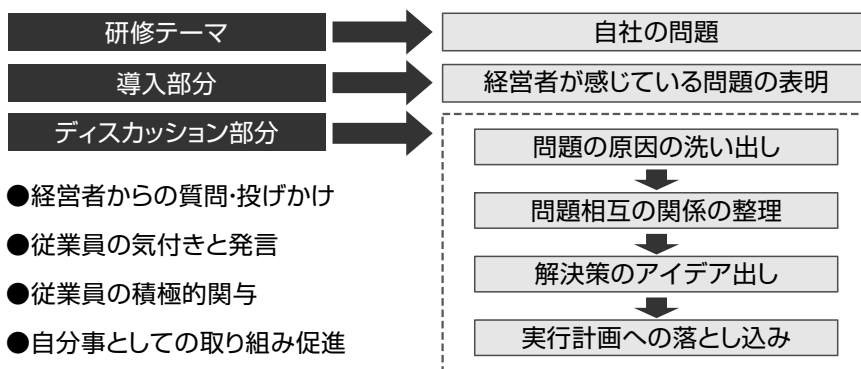 研修テーマ
自社の問題
導入部分
経営者が感じている問題の表明
ディスカッション部分
問題の原因の洗い出し
問題相互の関係の整理
解決策のアイデア出し
実行計画への落とし込み
●経営者からの質問・投げかけ
●従業員の気付きと発言
●従業員の積極的関与
●自分事としての取り組み促進